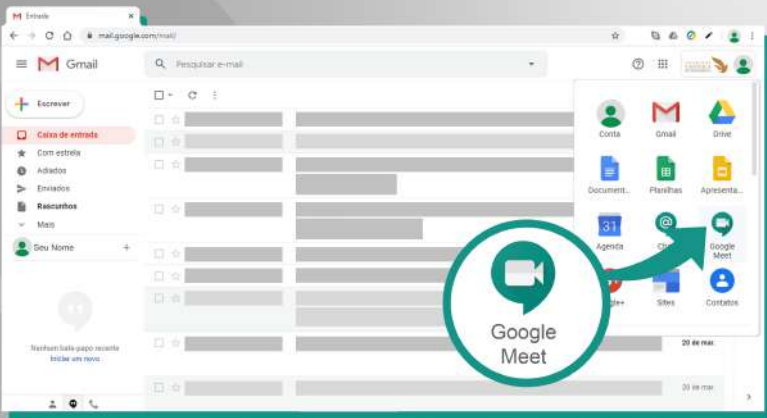 Entrada
mail.google.com/mail/
Gmail
Pesquisar e-mail
Escrever
Caixa de entrada
Com estrela
Adiados
Enviados
Rascunhos
Mais
Seu Nome
Nenhum bate-papo recente
Iniciar um novo
Conta
Gmail
Drive
Document...
Planilhas
Apresenta...
31
Agenda
Google
Meet
Sites
Contatos
Google
Meet
20 de mar.
20 de mar.